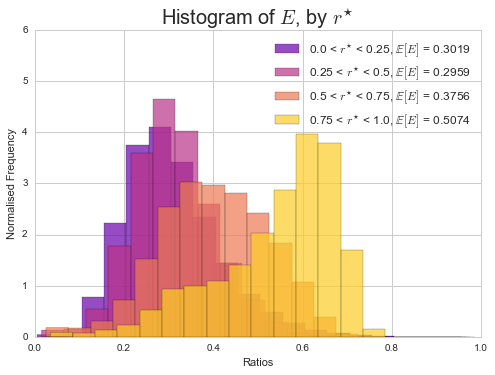 Histogram of E, by r⋆
0.0 < r⋆ < 0.25, 𝔼[E] = 0.3019
0.25 < r⋆ < 0.5, 𝔼[E] = 0.2959
0.5 < r⋆ < 0.75, 𝔼[E] = 0.3756
0.75 < r⋆ < 1.0, 𝔼[E] = 0.5074
Normalised Frequency
6
5
4
3
2
1
0
0.0 0.2 0.4 0.6 0.8 1.0
Ratios